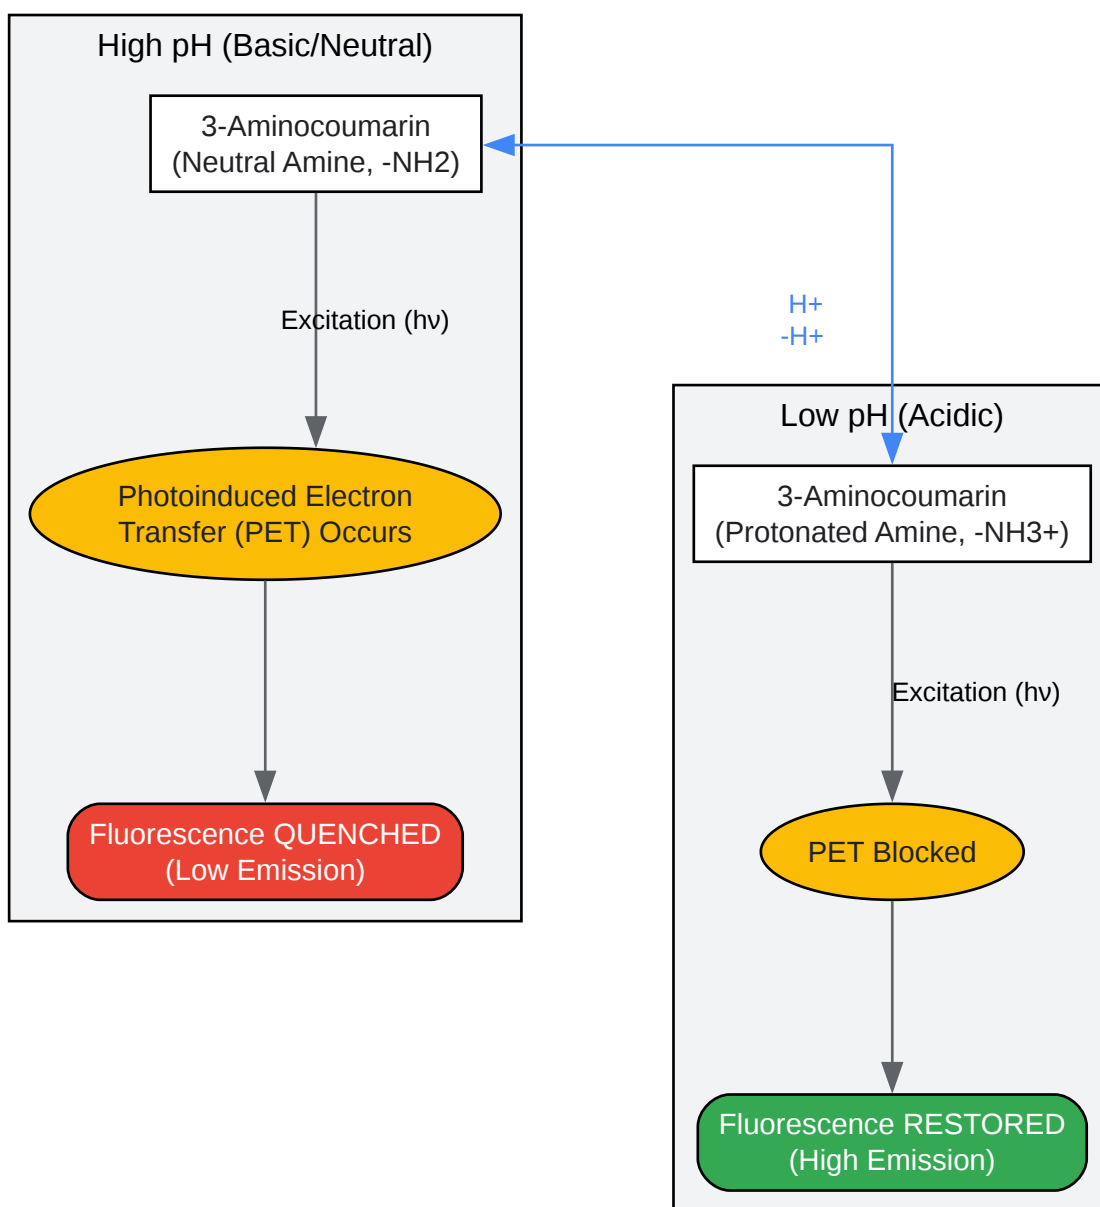 High pH (Basic/Neutral)
3-Aminocoumarin
(Neutral Amine, -NH2)
Excitation (hν)
Photoinduced Electron
Transfer (PET) Occurs
Fluorescence QUENCHED
(Low Emission)
H+
-H+
Low pH (Acidic)
3-Aminocoumarin
(Protonated Amine, -NH3+)
Excitation (hν)
PET Blocked
Fluorescence RESTORED
(High Emission)